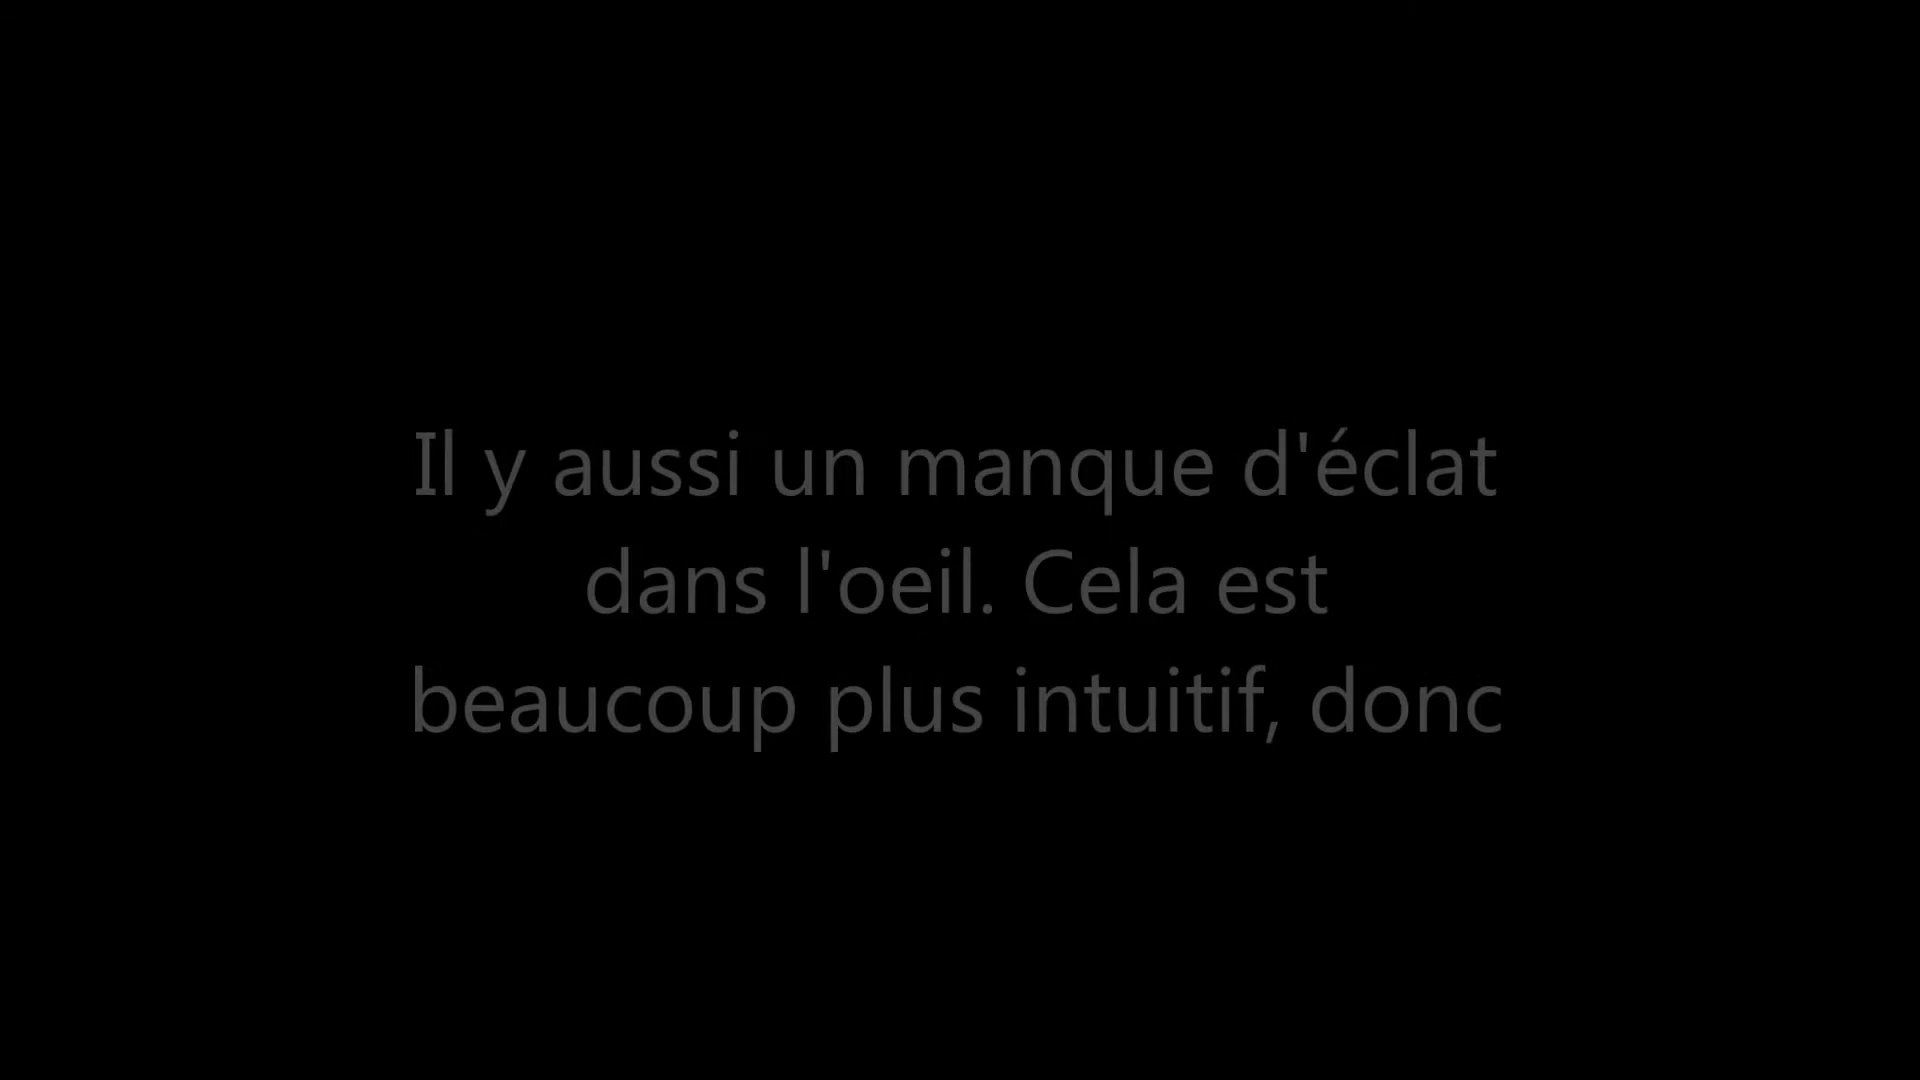 Il y aussi un manque d'éclat
dans l'oeil. Cela est
beaucoup plus intuitif, donc